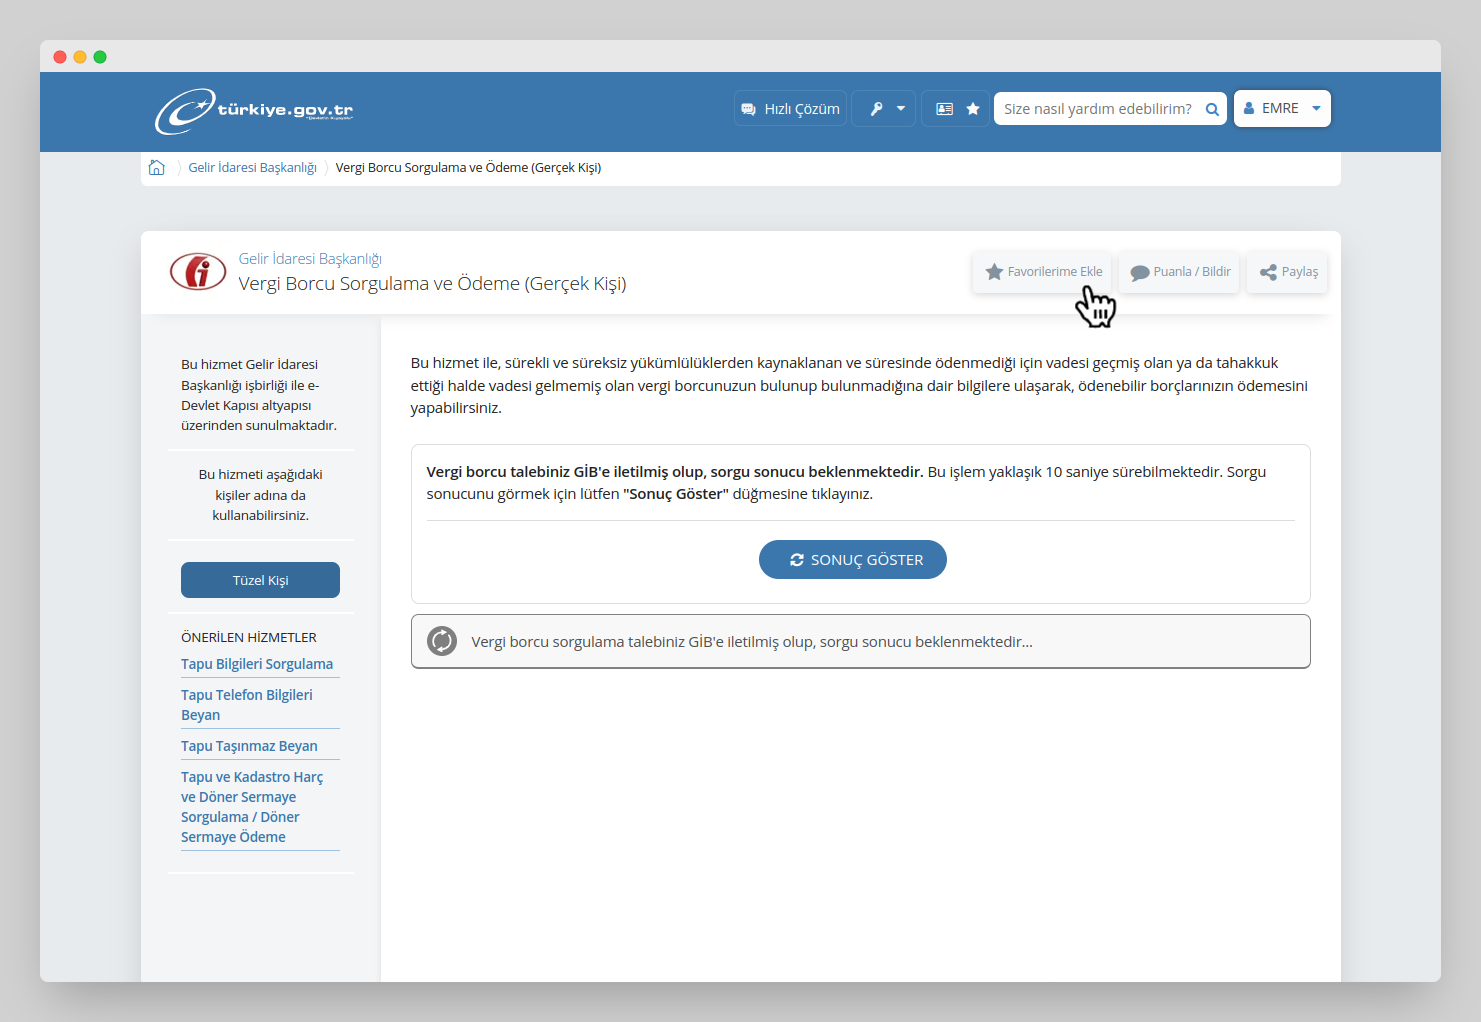 türkiye.gov.tr
Hızlı Çözüm
Size nasıl yardım edebilirim?
EMRE
Gelir İdaresi Başkanlığı
Vergi Borcu Sorgulama ve Ödeme (Gerçek Kişi)
Gelir İdaresi Başkanlığı
Vergi Borcu Sorgulama ve Ödeme (Gerçek Kişi)
Favorilerime Ekle
Puanla / Bildir
Paylaş
Bu hizmet Gelir İdaresi
Başkanlığı işbirliği ile e-
Devlet Kapısı altyapısı
üzerinden sunulmaktadır.
Bu hizmeti aşağıdaki
kişiler adına da
kullanabilirsiniz.
Tüzel Kişi
ÖNERİLEN HİZMETLER
Tapu Bilgileri Sorgulama
Tapu Telefon Bilgileri
Beyan
Tapu Taşınmaz Beyan
Tapu ve Kadastro Harç
ve Döner Sermaye
Sorgulama / Döner
Sermaye Ödeme
Bu hizmet ile, sürekli ve süreksiz yükümlülüklerden kaynaklanan ve süresinde ödenmediği için vadesi geçmiş olan ya da tahakkuk
ettiği halde vadesi gelmemiş olan vergi borcunuzun bulunup bulunmadığına dair bilgilere ulaşarak, ödenebilir borçlarınızın ödemesini
yapabilirsiniz.
Vergi borcu talebiniz GİB'e iletilmiş olup, sorgu sonucu beklenmektedir. Bu işlem yaklaşık 10 saniye sürebilmektedir. Sorgu
sonucunu görmek için lütfen "Sonuç Göster" düğmesine tıklayınız.
SONUÇ GÖSTER
Vergi borcu sorgulama talebiniz GİB'e iletilmiş olup, sorgu sonucu beklenmektedir...